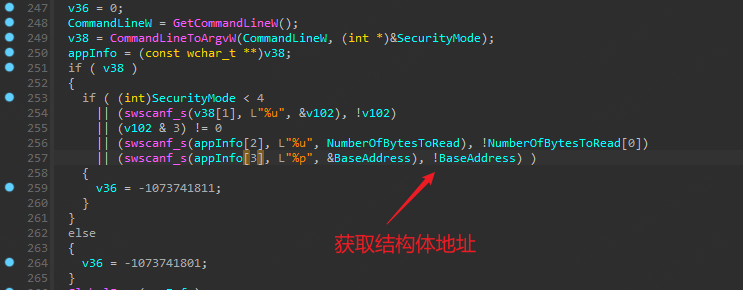 247 v36 = 0;
248 CommandLineW = GetCommandLineW();
249 v38 = CommandLineToArgvW(CommandLineW, (int *)&SecurityMode);
250 appInfo = (const wchar_t **)v38;
251 if ( v38 )
252 {
253 if ( (int)SecurityMode < 4
254 || (swscanf_s(v38[1], L"%u", &v102), !v102)
255 || (v102 & 3) != 0
256 || (swscanf_s(appInfo[2], L"%u", NumberOfBytesToRead), !NumberOfBytesToRead[0])
257 || (swscanf_s(appInfo[3], L"%p", &BaseAddress), !BaseAddress) )
258 {
259 v36 = -1073741811;
260 }
261 }
262 else
263 {
264 v36 = -1073741801;
265 }
获取结构体地址